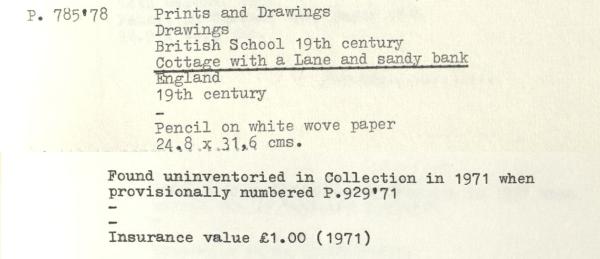 P. 785'78 Prints and Drawings
Drawings
British School 19th century
Cottage with a Lane and sandy bank
England
19th century
–
Pencil on white wove paper
24.8 x 31,6 cms.
Found uninventoried in Collection in 1971 when
provisionally numbered P.929'71
–
–
Insurance value £1.00 (1971)